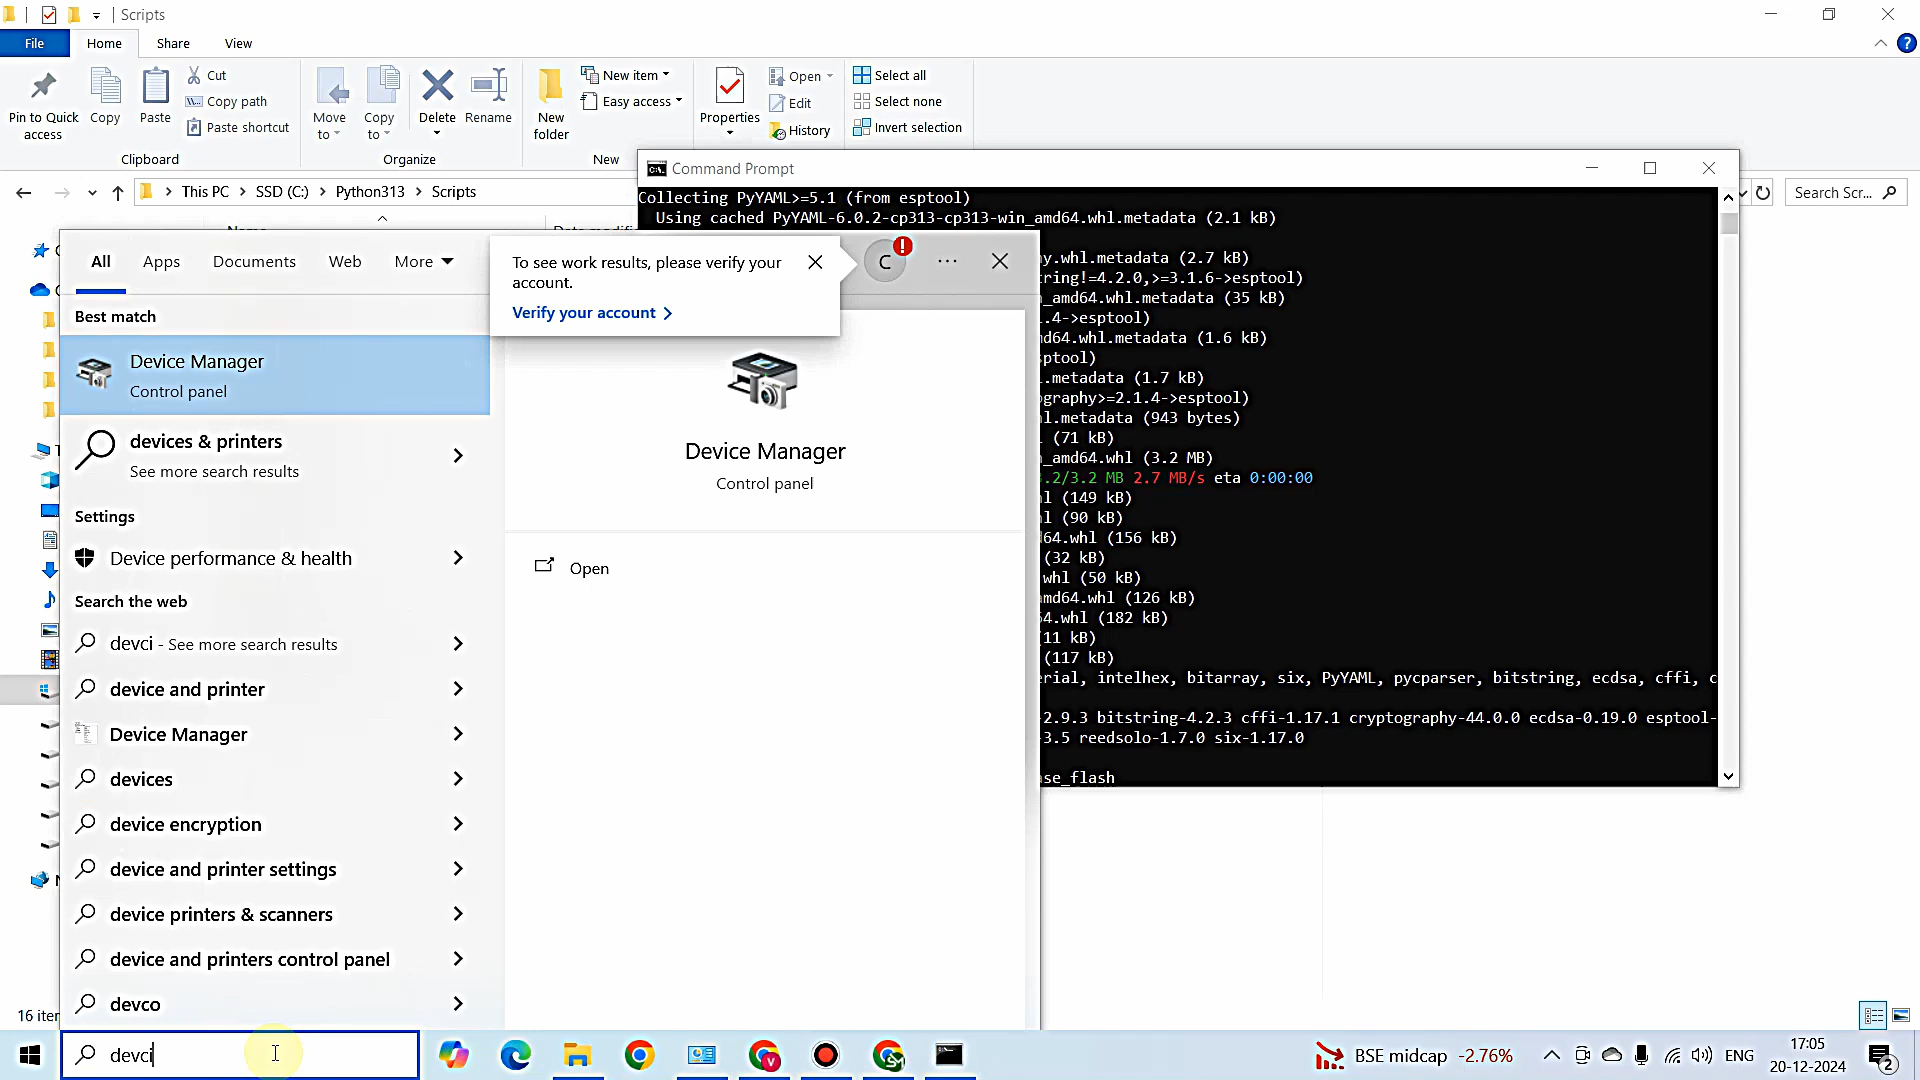 Scripts
File
Home
Share
View
Pin to Quick access
Copy
Paste
Cut
Copy path
Paste shortcut
Clipboard
Move to
Copy to
Delete
Rename
Organize
New folder
New item
Easy access
New
Properties
Open
Edit
History
Select all
Select none
Invert selection
This PC
SSD (C:)
Python313
Scripts
Search Scr...
Command Prompt
Collecting PyYAML>=5.1 (from esptool)
Using cached PyYAML-6.0.2-cp313-cp313-win_amd64.whl.metadata (2.1 kB)
y.whl.metadata (2.7 kB)
tring!=4.2.0,>=3.1.6->esptool)
_amd64.whl.metadata (35 kB)
.4->esptool)
md64.whl.metadata (1.6 kB)
sptool)
.metadata (1.7 kB)
ography>=2.1.4->esptool)
l.metadata (943 bytes)
(71 kB)
n_amd64.whl (3.2 MB)
3.2/3.2 MB 2.7 MB/s eta 0:00:00
l (149 kB)
l (90 kB)
64.whl (156 kB)
(32 kB)
whl (50 kB)
amd64.whl (126 kB)
64.whl (182 kB)
(11 kB)
(117 kB)
erial, intelhex, bitarray, six, PyYAML, pycparser, bitstring, ecdsa, cffi, c
-2.9.3 bitstring-4.2.3 cffi-1.17.1 cryptography-44.0.0 ecdsa-0.19.0 esptool-
-3.5 reedsolo-1.7.0 six-1.17.0
se_flash
All
Apps
Documents
Web
More
To see work results, please verify your
account.
Verify your account
C
Best match
Device Manager
Control panel
devices & printers
See more search results
Settings
Device performance & health
Search the web
devci - See more search results
device and printer
Device Manager
devices
device encryption
device and printer settings
device printers & scanners
device and printers control panel
devco
Device Manager
Control panel
Open
16 iter
devci
BSE midcap -2.76%
ENG
17:05
20-12-2024
2